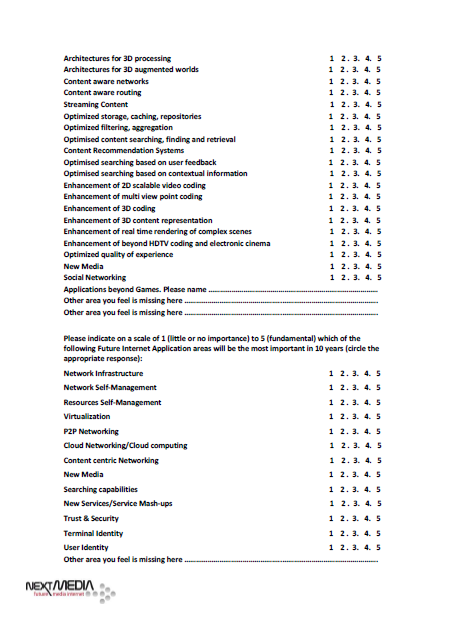 Architectures for 3D processing 1 2. 3. 4. 5
Architectures for 3D augmented worlds 1 2. 3. 4. 5
Content aware networks 1 2. 3. 4. 5
Content aware routing 1 2. 3. 4. 5
Streaming Content 1 2. 3. 4. 5
Optimized storage, caching, repositories 1 2. 3. 4. 5
Optimized filtering, aggregation 1 2. 3. 4. 5
Optimised content searching, finding and retrieval 1 2. 3. 4. 5
Content Recommendation Systems 1 2. 3. 4. 5
Optimised searching based on user feedback 1 2. 3. 4. 5
Optimised searching based on contextual information 1 2. 3. 4. 5
Enhancement of 2D scalable video coding 1 2. 3. 4. 5
Enhancement of multi view point coding 1 2. 3. 4. 5
Enhancement of 3D coding 1 2. 3. 4. 5
Enhancement of 3D content representation 1 2. 3. 4. 5
Enhancement of real time rendering of complex scenes 1 2. 3. 4. 5
Enhancement of beyond HDTV coding and electronic cinema 1 2. 3. 4. 5
Optimized quality of experience 1 2. 3. 4. 5
New Media 1 2. 3. 4. 5
Social Networking 1 2. 3. 4. 5
Applications beyond Games. Please name ......................................................................
Other area you feel is missing here ................................................................................
Other area you feel is missing here ................................................................................
Please indicate on a scale of 1 (little or no importance) to 5 (fundamental) which of the
following Future Internet Application areas will be the most important in 10 years (circle the
appropriate response):
Network Infrastructure 1 2. 3. 4. 5
Network Self-Management 1 2. 3. 4. 5
Resources Self-Management 1 2. 3. 4. 5
Virtualization 1 2. 3. 4. 5
P2P Networking 1 2. 3. 4. 5
Cloud Networking/Cloud computing 1 2. 3. 4. 5
Content centric Networking 1 2. 3. 4. 5
New Media 1 2. 3. 4. 5
Searching capabilities 1 2. 3. 4. 5
New Services/Service Mash-ups 1 2. 3. 4. 5
Trust & Security 1 2. 3. 4. 5
Terminal Identity 1 2. 3. 4. 5
User Identity 1 2. 3. 4. 5
Other area you feel is missing here ................................................................................
NEXTMEDIA
future media internet